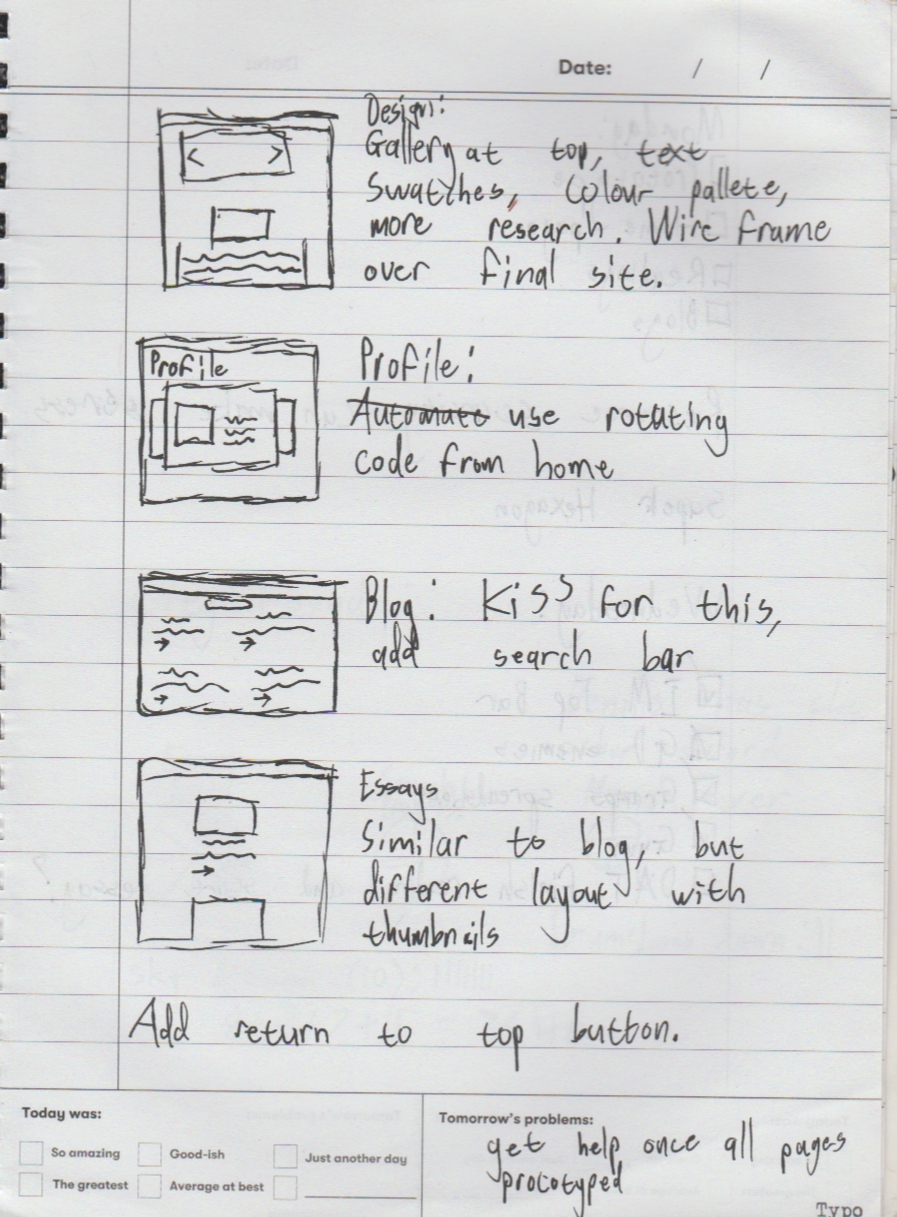 Date: / /
Design:
Gallery at top, text
Swatches, Colour pallete,
more research. Wire frame
over final site.
< >
Profile
Profile:
Automate use rotating
code from home
Blog: Kiss for this,
add search bar
Essays
Similar to blog, but
different layout with
thumbnails
Add return to top button.
Today was:
So amazing
Good-ish
Just another day
The greatest
Average at best
Tomorrow's problems:
get help once all pages
prototyped
Typo